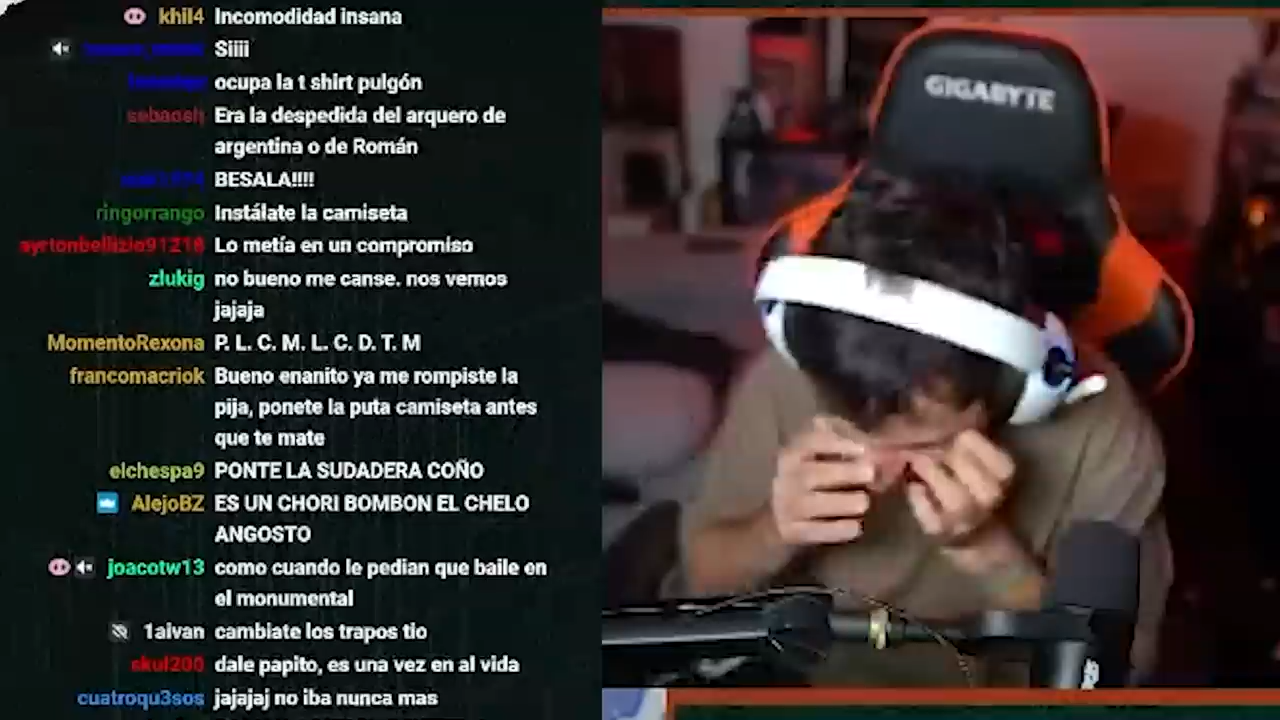 khil4 Incomodidad insana
Siiii
ocupa la t shirt pulgón
sebaosh Era la despedida del arquero de
argentina o de Román
BESALA!!!!
ringorrango Instálate la camiseta
ayrtonbellizio91218 Lo metía en un compromiso
zlukig no bueno me canse. nos vemos
jajaja
MomentoRexona P. L. C. M. L. C. D. T. M
francomacriok Bueno enanito ya me rompiste la
pija, ponete la puta camiseta antes
que te mate
elchespa9 PONTE LA SUDADERA COÑO
AlejoBZ ES UN CHORI BOMBON EL CHELO
ANGOSTO
joacotw13 como cuando le pedian que baile en
el monumental
1aivan cambiate los trapos tio
skul200 dale papito, es una vez en al vida
cuatroqu3sos jajajaj no iba nunca mas
GIGABYTE